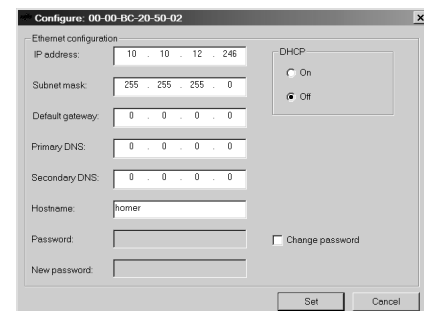 Configure: 00-00-BC-20-50-02
Ethernet configuration
IP address: 10 . 10 . 12 . 246
DHCP
On
Subnet mask: 255 . 255 . 255 . 0
Off
Default gateway: 0 . 0 . 0 . 0
Primary DNS: 0 . 0 . 0 . 0
Secondary DNS: 0 . 0 . 0 . 0
Hostname: homer
Password:
Change password
New password:
Set Cancel